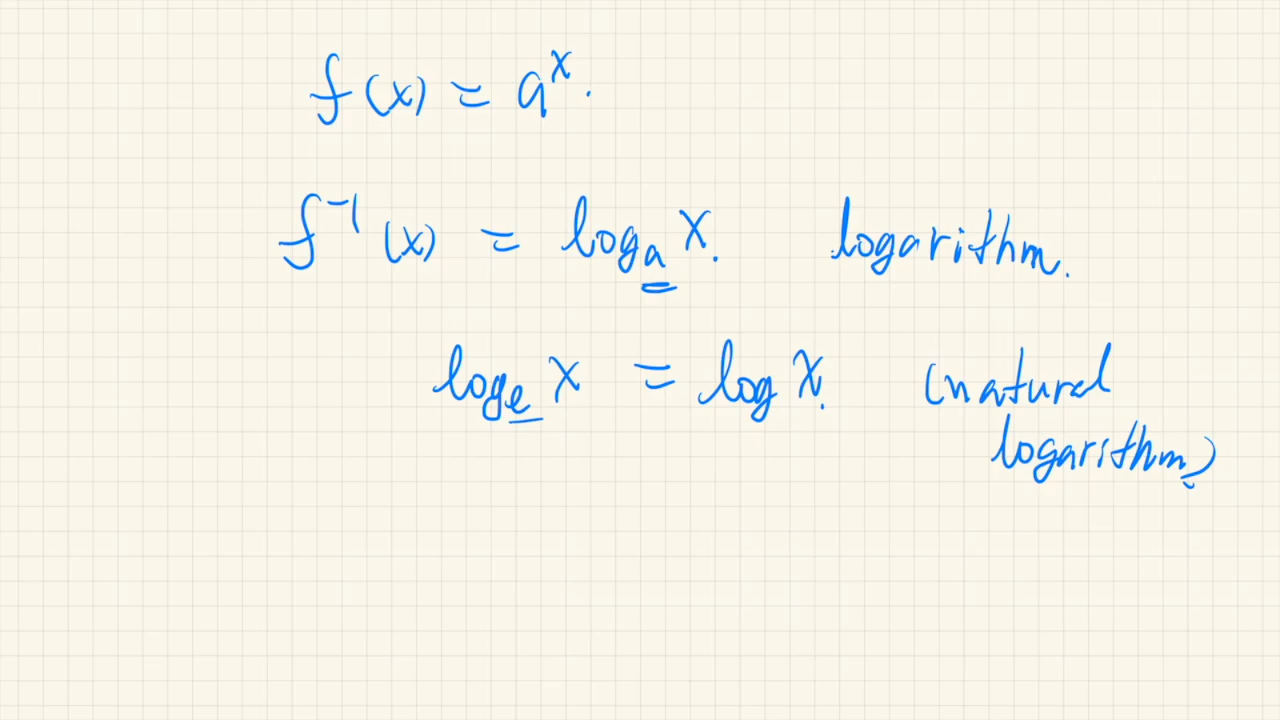 f(x) = a^x.
f^-1(x) = log_a x. logarithm.
log_e x = log x. (natural
logarithm)